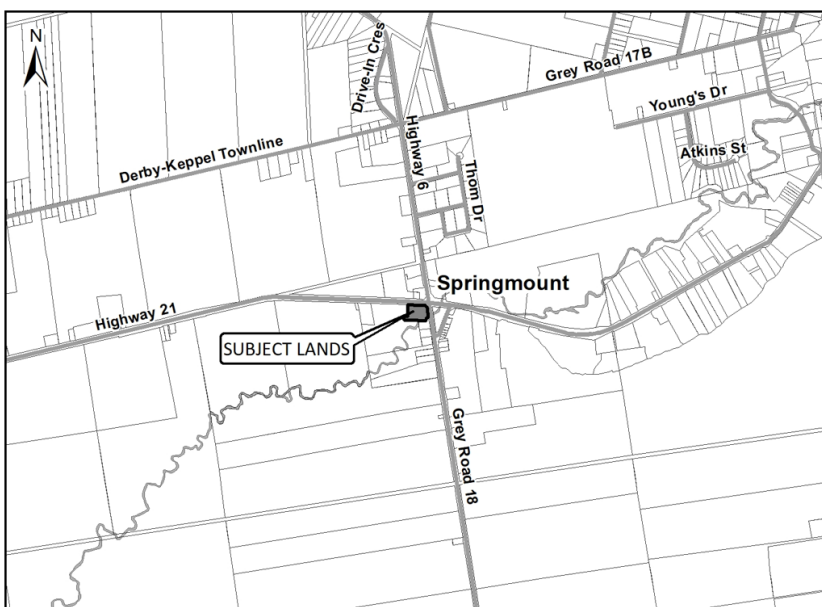 N
Drive-In Cres
Grey Road 17B
Young's Dr
Highway 6
Derby-Keppel Townline
Atkins St
Thom Dr
Springmount
Highway 21
SUBJECT LANDS
Grey Road 18